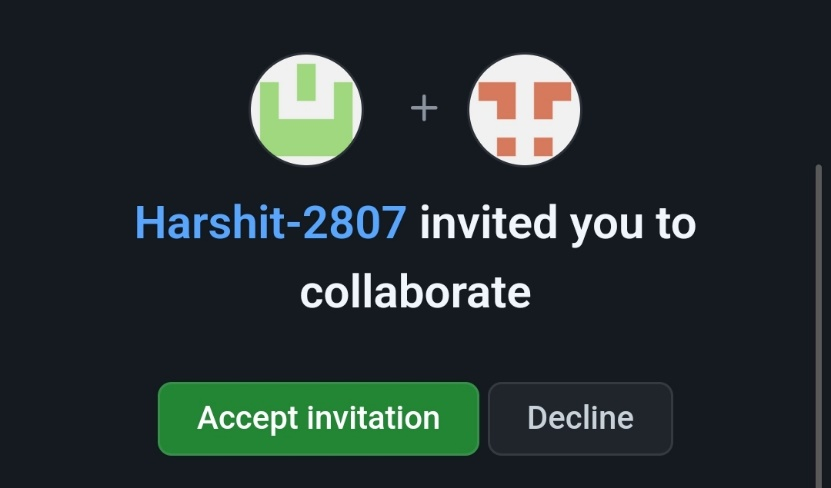 Harshit-2807 invited you to
collaborate
Accept invitation
Decline